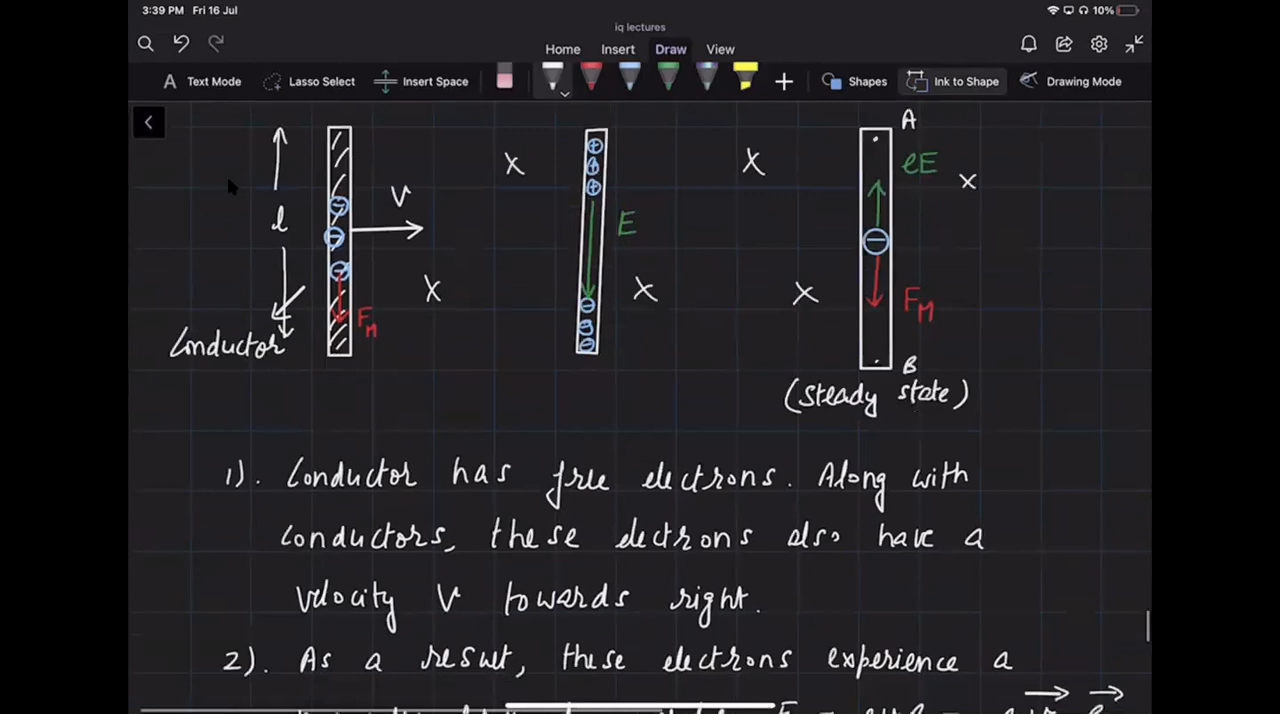 3:39 PM Fri 16 Jul
10%
iq lectures
Home Insert Draw View
Text Mode Lasso Select Insert Space Shapes Ink to Shape Drawing Mode
A
eE
x
x
x
V
l
E
x
x
x
F_M
F_M
Conductor
B
(Steady state)
1). Conductor has free electrons. Along with
conductors, these electrons also have a
velocity V towards right.
2). As a result, these electrons experience a